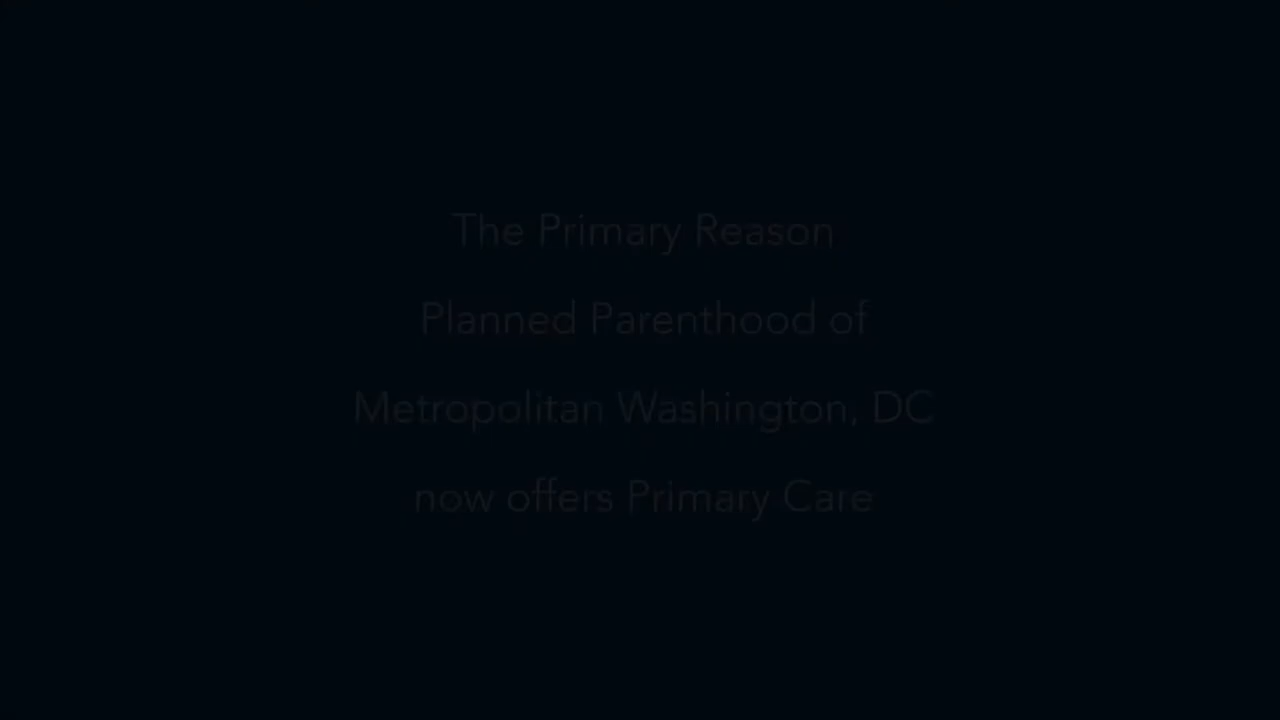 The Primary Reason
Planned Parenthood of
Metropolitan Washington, DC
now offers Primary Care